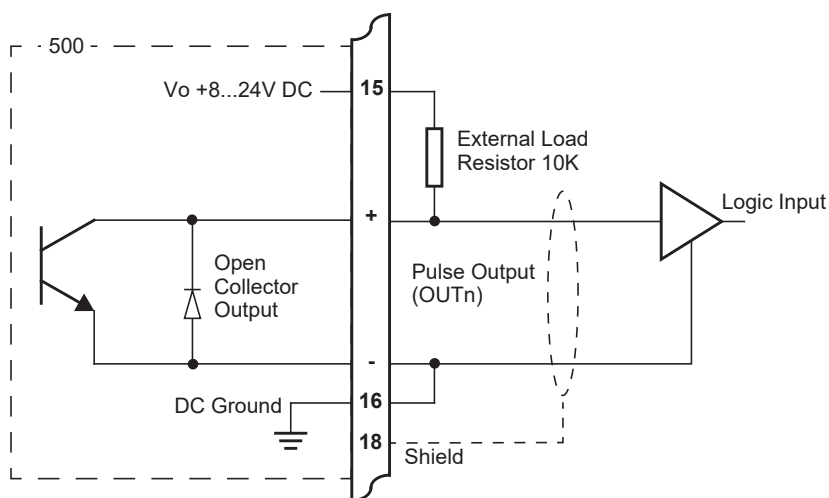 500
Vo +8...24V DC
15
External Load
Resistor 10K
+
Logic Input
Open
Collector
Output
Pulse Output
(OUTn)
-
DC Ground
16
18
Shield